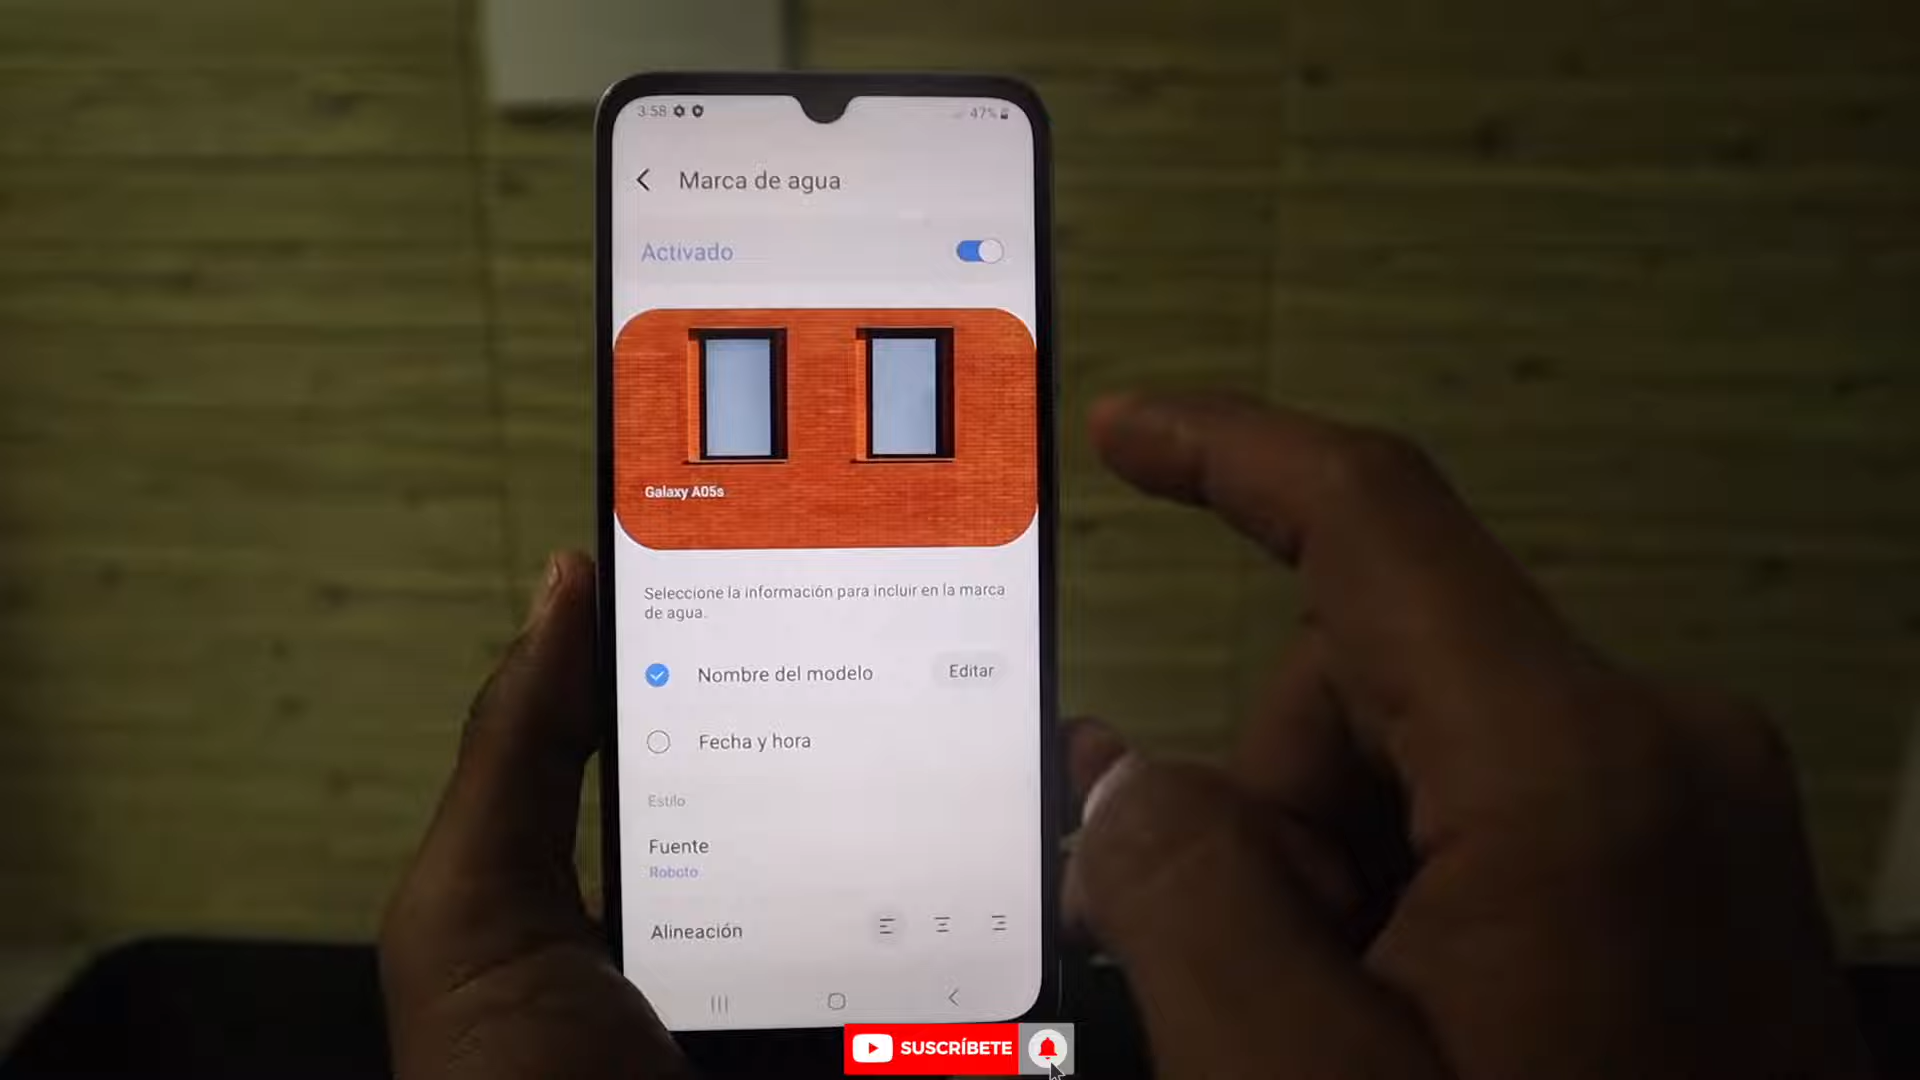 3:58
47%
Marca de agua
Activado
Galaxy A05s
Seleccione la información para incluir en la marca
de agua.
Nombre del modelo
Editar
Fecha y hora
Estilo
Fuente
Roboto
Alineación
SUSCRÍBETE